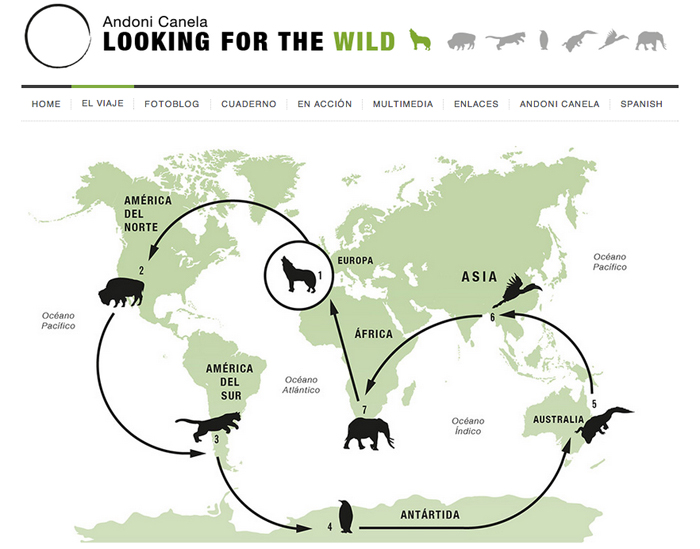 Andoni Canela
LOOKING FOR THE WILD
HOME
EL VIAJE
FOTOBLOG
CUADERNO
EN ACCIÓN
MULTIMEDIA
ENLACES
ANDONI CANELA
SPANISH
AMÉRICA
DEL
NORTE
2
1
EUROPA
ASIA
Océano
Pacífico
Océano
Pacífico
6
ÁFRICA
AMÉRICA
DEL
SUR
Océano
Atlántico
7
5
AUSTRALIA
Océano
Índico
3
4
ANTÁRTIDA